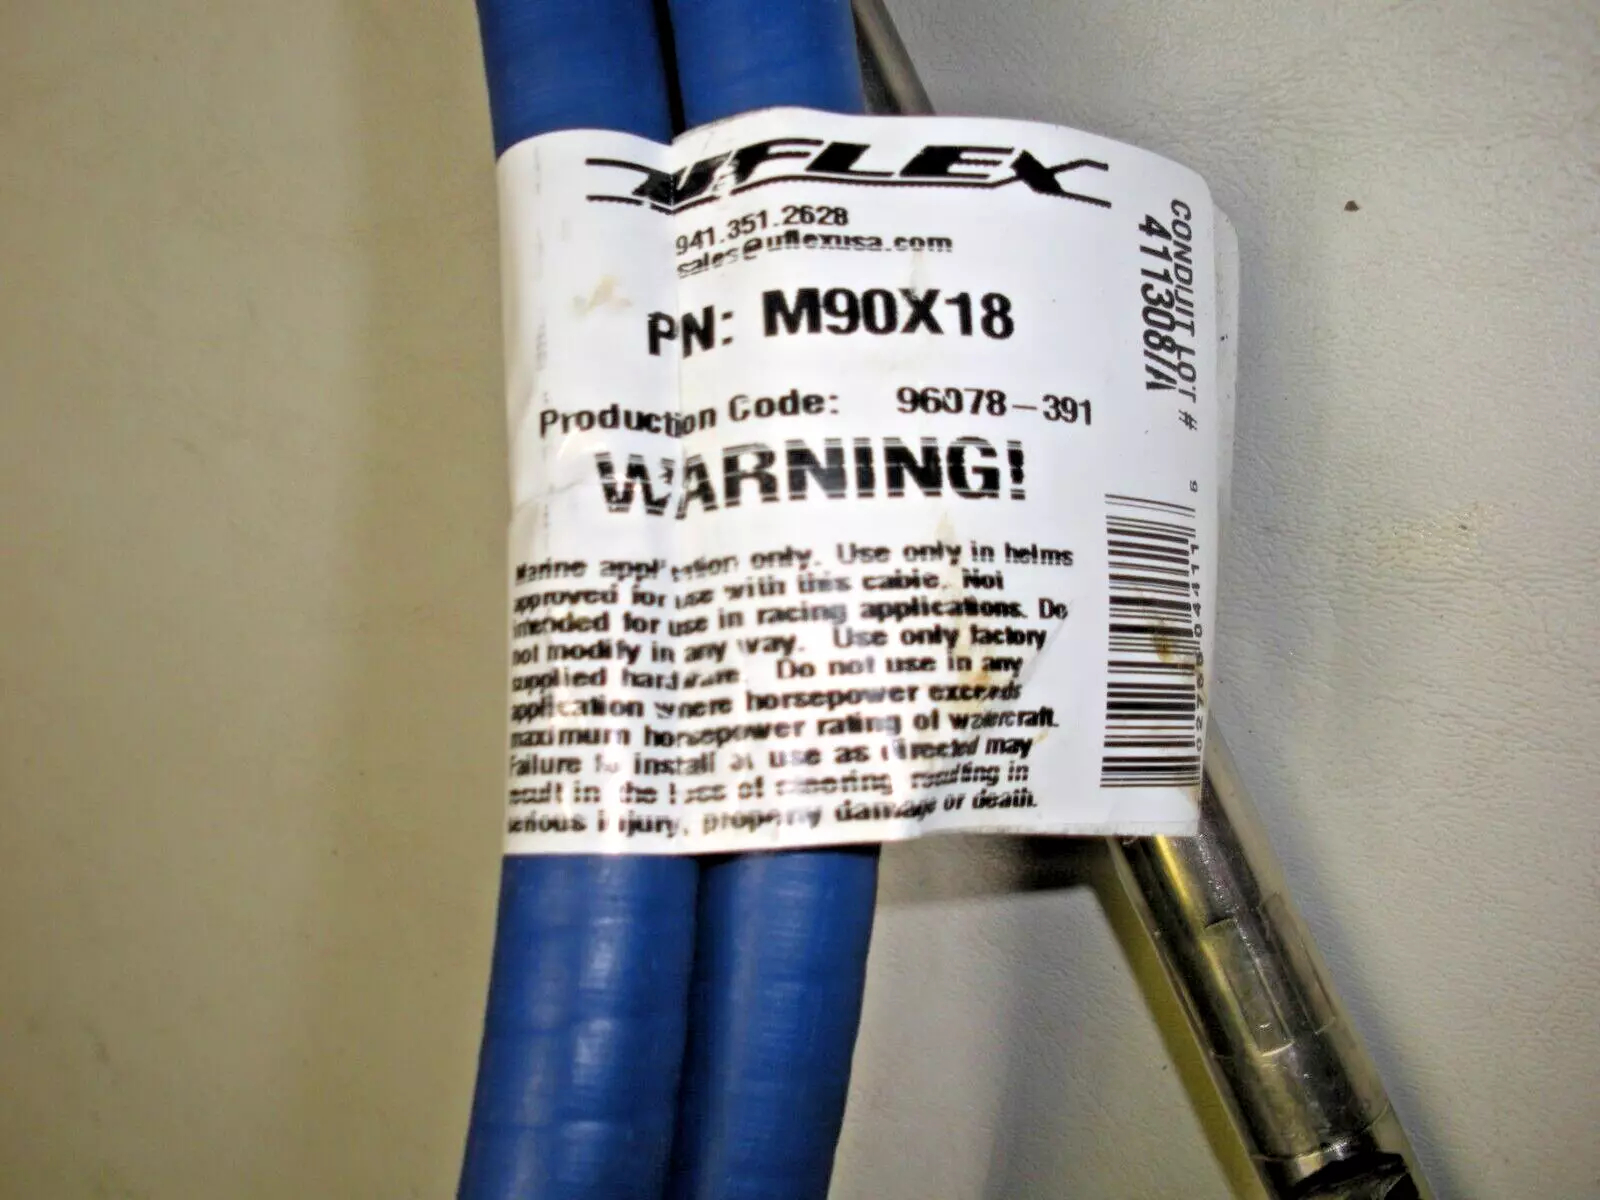 UFLEX
941.351.2628
sales@uflexusa.com
PN: M90X18
Production Code: 96078-391
WARNING!
Marine application only. Use only in helms
approved for use with this cable. Not
intended for use in racing applications. Do
not modify in any way. Use only factory
supplied hardware. Do not use in any
application where horsepower exceeds
maximum horsepower rating of watercraft.
Failure to install or use as directed may
result in the loss of steering resulting in
serious injury, property damage or death.
CONDUIT LOT #
411308/A